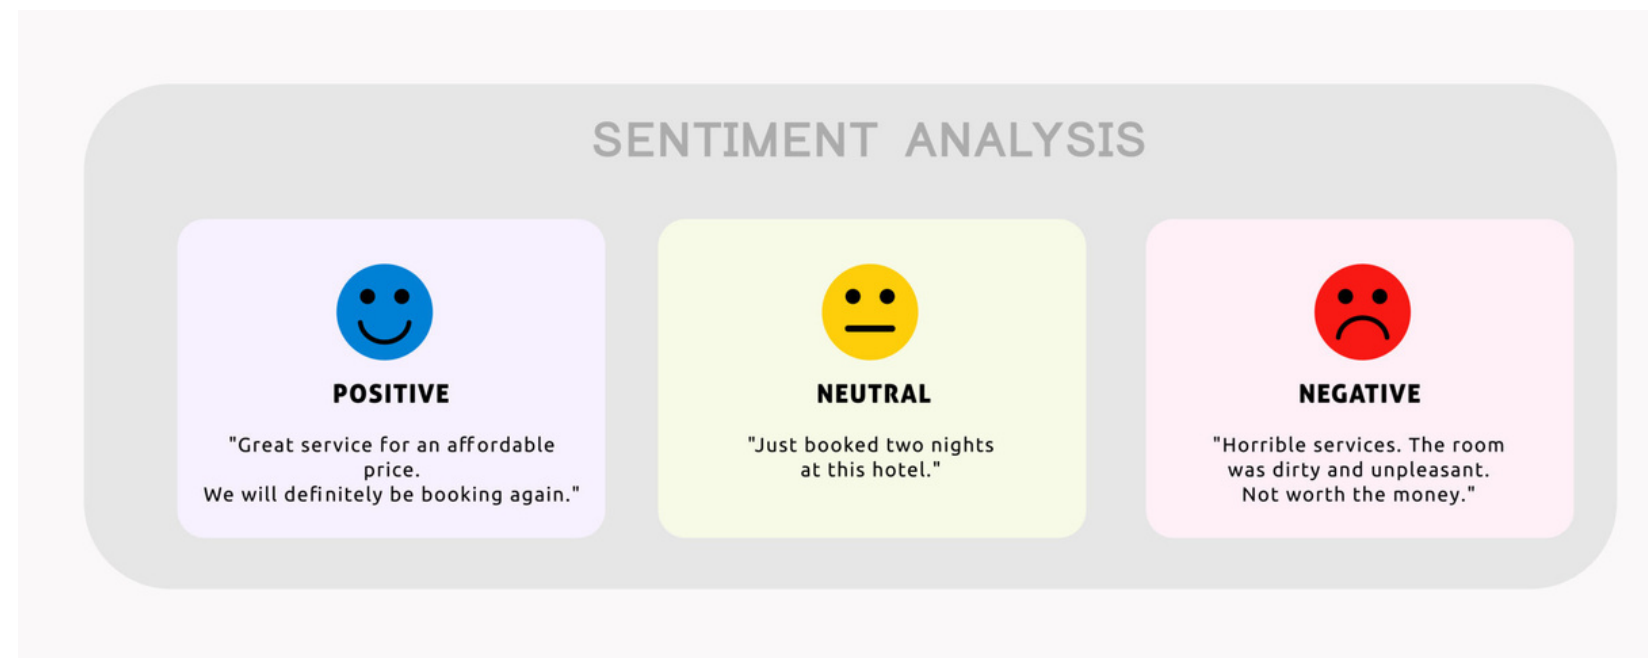 SENTIMENT ANALYSIS
POSITIVE
"Great service for an affordable
price.
We will definitely be booking again."
NEUTRAL
"Just booked two nights
at this hotel."
NEGATIVE
"Horrible services. The room
was dirty and unpleasant.
Not worth the money."